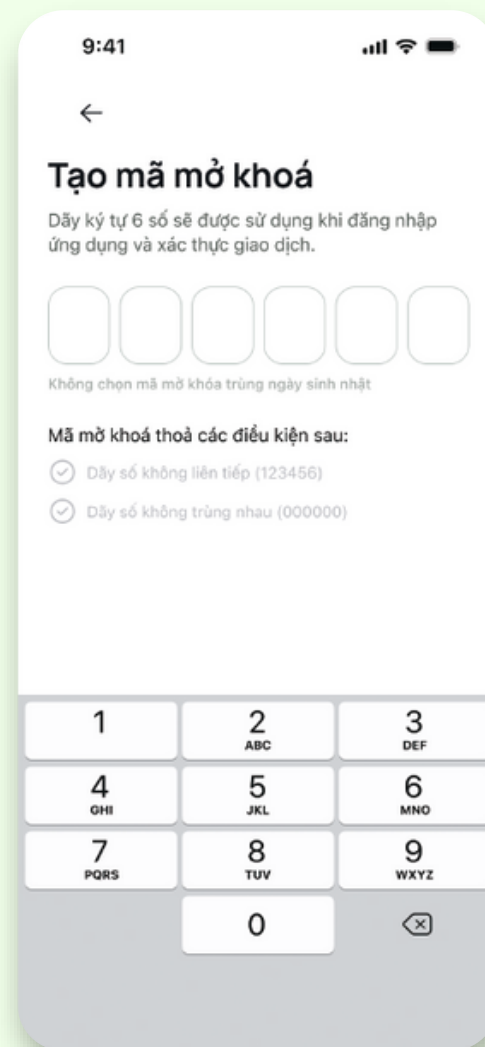 9:41
Tạo mã mở khoá
Dãy ký tự 6 số sẽ được sử dụng khi đăng nhập
ứng dụng và xác thực giao dịch.
Không chọn mã mở khóa trùng ngày sinh nhật
Mã mở khoá thoả các điều kiện sau:
Dãy số không liên tiếp (123456)
Dãy số không trùng nhau (000000)
1
2
3
ABC
DEF
4
5
6
GHI
JKL
MNO
7
8
9
PQRS
TUV
WXYZ
0